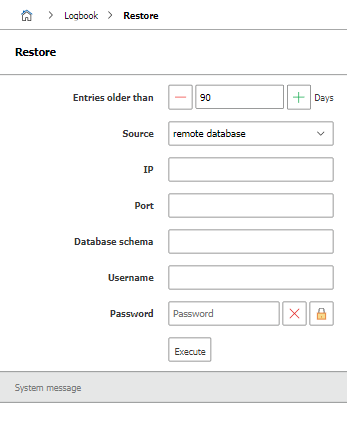 Logbook > Restore
Restore
Entries older than 90 Days
Source remote database
IP
Port
Database schema
Username
Password Password
Execute
System message